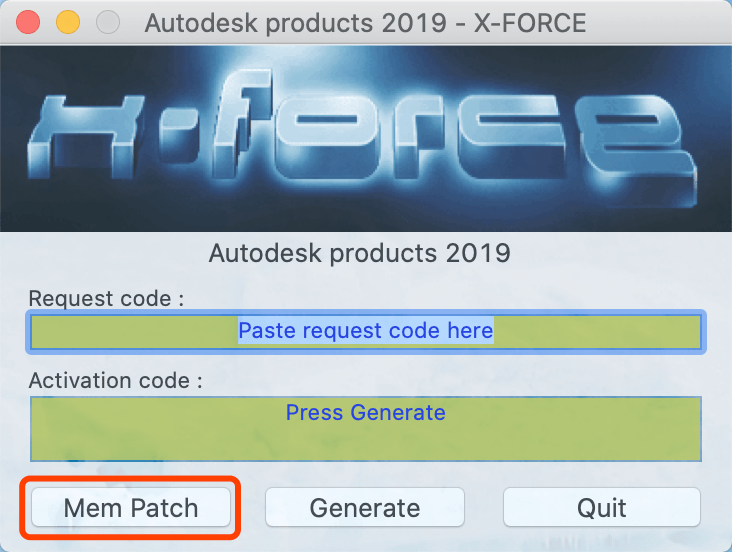 Autodesk products 2019 - X-FORCE
x-force
Autodesk products 2019
Request code :
Paste request code here
Activation code :
Press Generate
Mem Patch
Generate
Quit